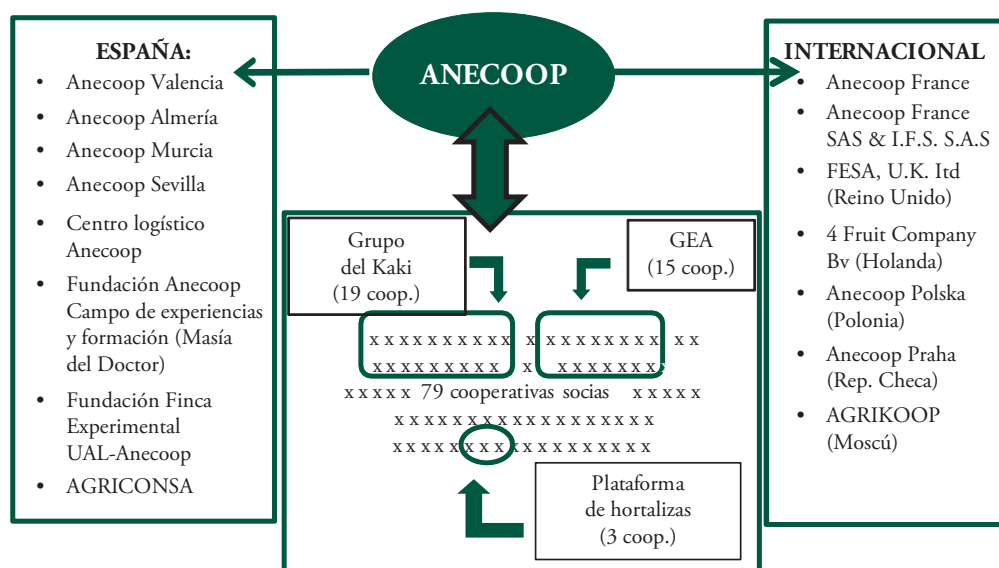 ANECOOP
ESPAÑA:
• Anecoop Valencia
• Anecoop Almería
• Anecoop Murcia
• Anecoop Sevilla
• Centro logístico
Anecoop
• Fundación Anecoop
Campo de experiencias
y formación (Masía
del Doctor)
• Fundación Finca
Experimental
UAL-Anecoop
• AGRICONSA
Grupo
del Kaki
(19 coop.)
GEA
(15 coop.)
x x x x x x x x x x x x x x x x x x x x x
x x x x x x x x x x x x x x x x x x
x x x x x 79 cooperativas socias x x x x x
x x x x x x x x x x x x x x x x x x
x x x x x x x x x x x x x x x x x x
Plataforma
de hortalizas
(3 coop.)
INTERNACIONAL
• Anecoop France
• Anecoop France
SAS & I.F.S. S.A.S
• FESA, U.K. ltd
(Reino Unido)
• 4 Fruit Company
Bv (Holanda)
• Anecoop Polska
(Polonia)
• Anecoop Praha
(Rep. Checa)
• AGRIKOOP
(Moscú)